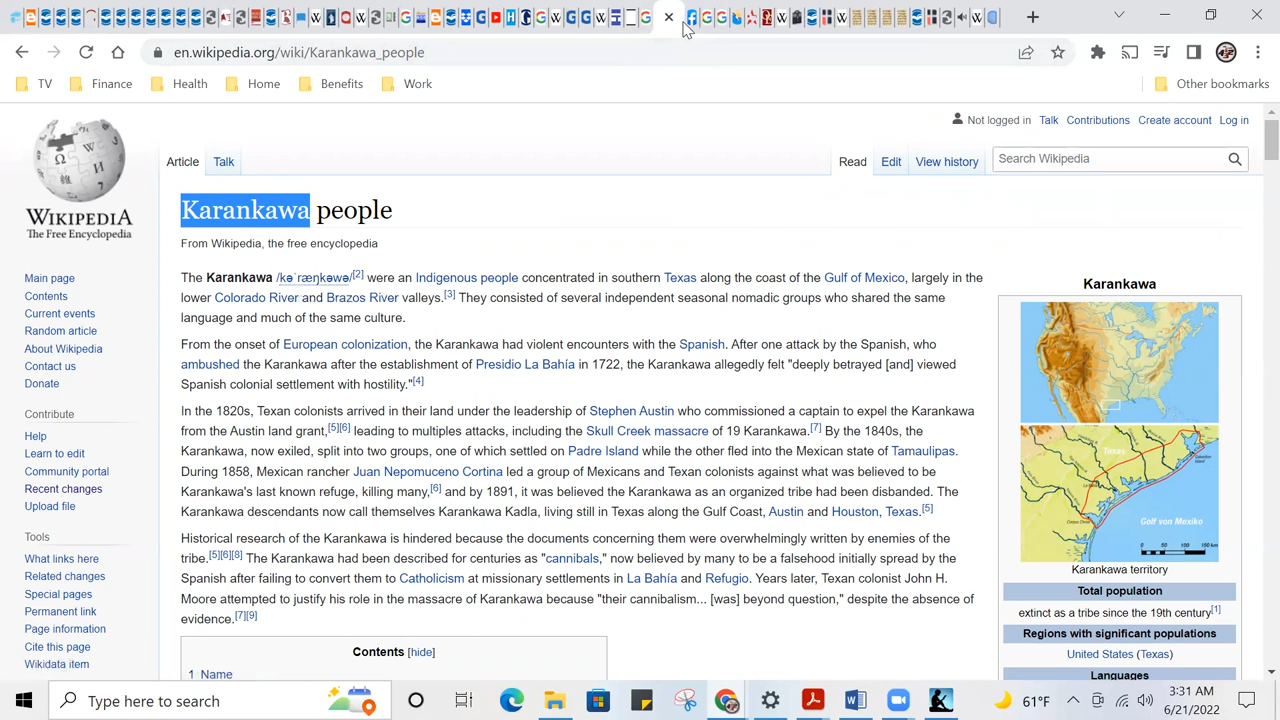 en.wikipedia.org/wiki/Karankawa_people
TV Finance Health Home Benefits Work Other bookmarks
Not logged in Talk Contributions Create account Log in
Article Talk Read Edit View history Search Wikipedia
WIKIPEDIA
The Free Encyclopedia
Main page
Contents
Current events
Random article
About Wikipedia
Contact us
Donate
Contribute
Help
Learn to edit
Community portal
Recent changes
Upload file
Tools
What links here
Related changes
Special pages
Permanent link
Page information
Cite this page
Wikidata item
Karankawa people
From Wikipedia, the free encyclopedia
The Karankawa /kəˈræŋkəwə/[2] were an Indigenous people concentrated in southern Texas along the coast of the Gulf of Mexico, largely in the
lower Colorado River and Brazos River valleys.[3] They consisted of several independent seasonal nomadic groups who shared the same
language and much of the same culture.
From the onset of European colonization, the Karankawa had violent encounters with the Spanish. After one attack by the Spanish, who
ambushed the Karankawa after the establishment of Presidio La Bahía in 1722, the Karankawa allegedly felt "deeply betrayed [and] viewed
Spanish colonial settlement with hostility."[4]
In the 1820s, Texan colonists arrived in their land under the leadership of Stephen Austin who commissioned a captain to expel the Karankawa
from the Austin land grant,[5][6] leading to multiples attacks, including the Skull Creek massacre of 19 Karankawa.[7] By the 1840s, the
Karankawa, now exiled, split into two groups, one of which settled on Padre Island while the other fled into the Mexican state of Tamaulipas.
During 1858, Mexican rancher Juan Nepomuceno Cortina led a group of Mexicans and Texan colonists against what was believed to be the
Karankawa's last known refuge, killing many,[6] and by 1891, it was believed the Karankawa as an organized tribe had been disbanded. The
Karankawa descendants now call themselves Karankawa Kadla, living still in Texas along the Gulf Coast, Austin and Houston, Texas.[5]
Historical research of the Karankawa is hindered because the documents concerning them were overwhelmingly written by enemies of the
tribe.[5][6][8] The Karankawa had been described for centuries as "cannibals," now believed by many to be a falsehood initially spread by the
Spanish after failing to convert them to Catholicism at missionary settlements in La Bahía and Refugio. Years later, Texan colonist John H.
Moore attempted to justify his role in the massacre of Karankawa because "their cannibalism... [was] beyond question," despite the absence of
evidence.[7][9]
Contents [hide]
1 Name
Karankawa
Texas
Golf von Mexiko
Karankawa territory
Total population
extinct as a tribe since the 19th century[1]
Regions with significant populations
United States (Texas)
Languages
Type here to search
61°F
3:31 AM
6/21/2022